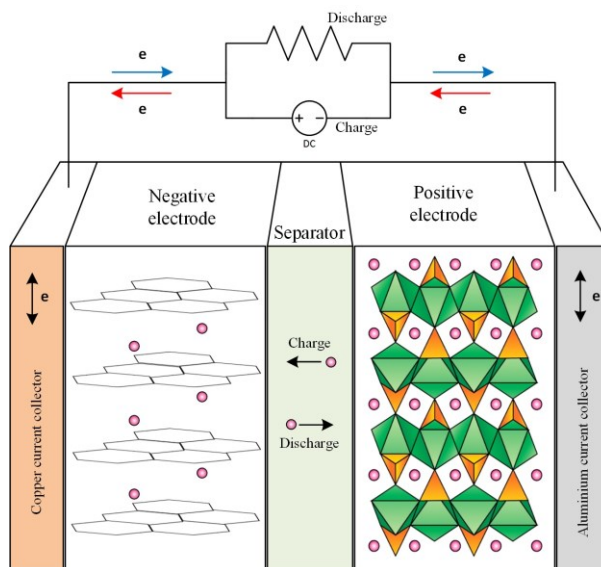 Discharge
e
e
e
e
+ -
Charge
DC
Negative
electrode
Separator
Positive
electrode
e
e
Charge
Discharge
Copper current collector
Aluminium current collector